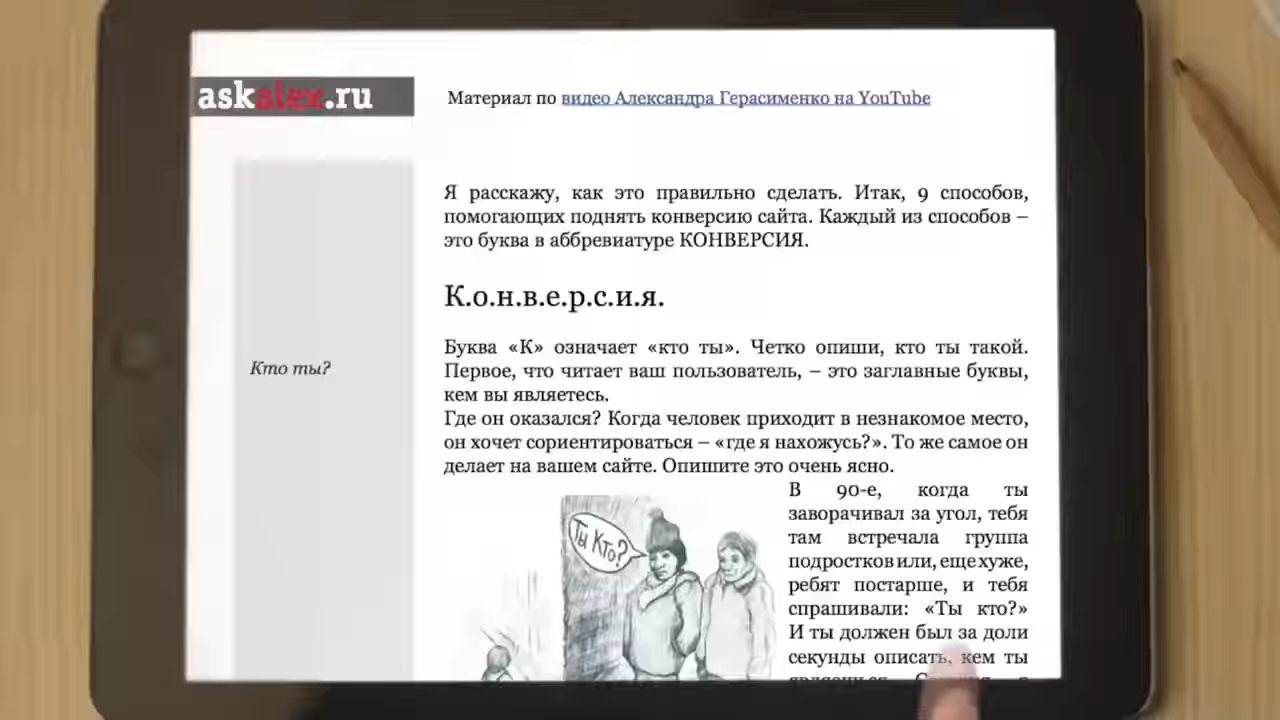 askalex.ru
Материал по видео Александра Герасименко на YouTube
Я расскажу, как это правильно сделать. Итак, 9 способов,
помогающих поднять конверсию сайта. Каждый из способов –
это буква в аббревиатуре КОНВЕРСИЯ.
К.о.н.в.е.р.с.и.я.
Кто ты?
Буква «К» означает «кто ты». Четко опиши, кто ты такой.
Первое, что читает ваш пользователь, – это заглавные буквы,
кем вы являетесь.
Где он оказался? Когда человек приходит в незнакомое место,
он хочет сориентироваться – «где я нахожусь?». То же самое он
делает на вашем сайте. Опишите это очень ясно.
Ты Кто?
В 90-е, когда ты
заворачивал за угол, тебя
там встречала группа
подростков или, еще хуже,
ребят постарше, и тебя
спрашивали: «Ты кто?»
И ты должен был за доли
секунды описать, кем ты